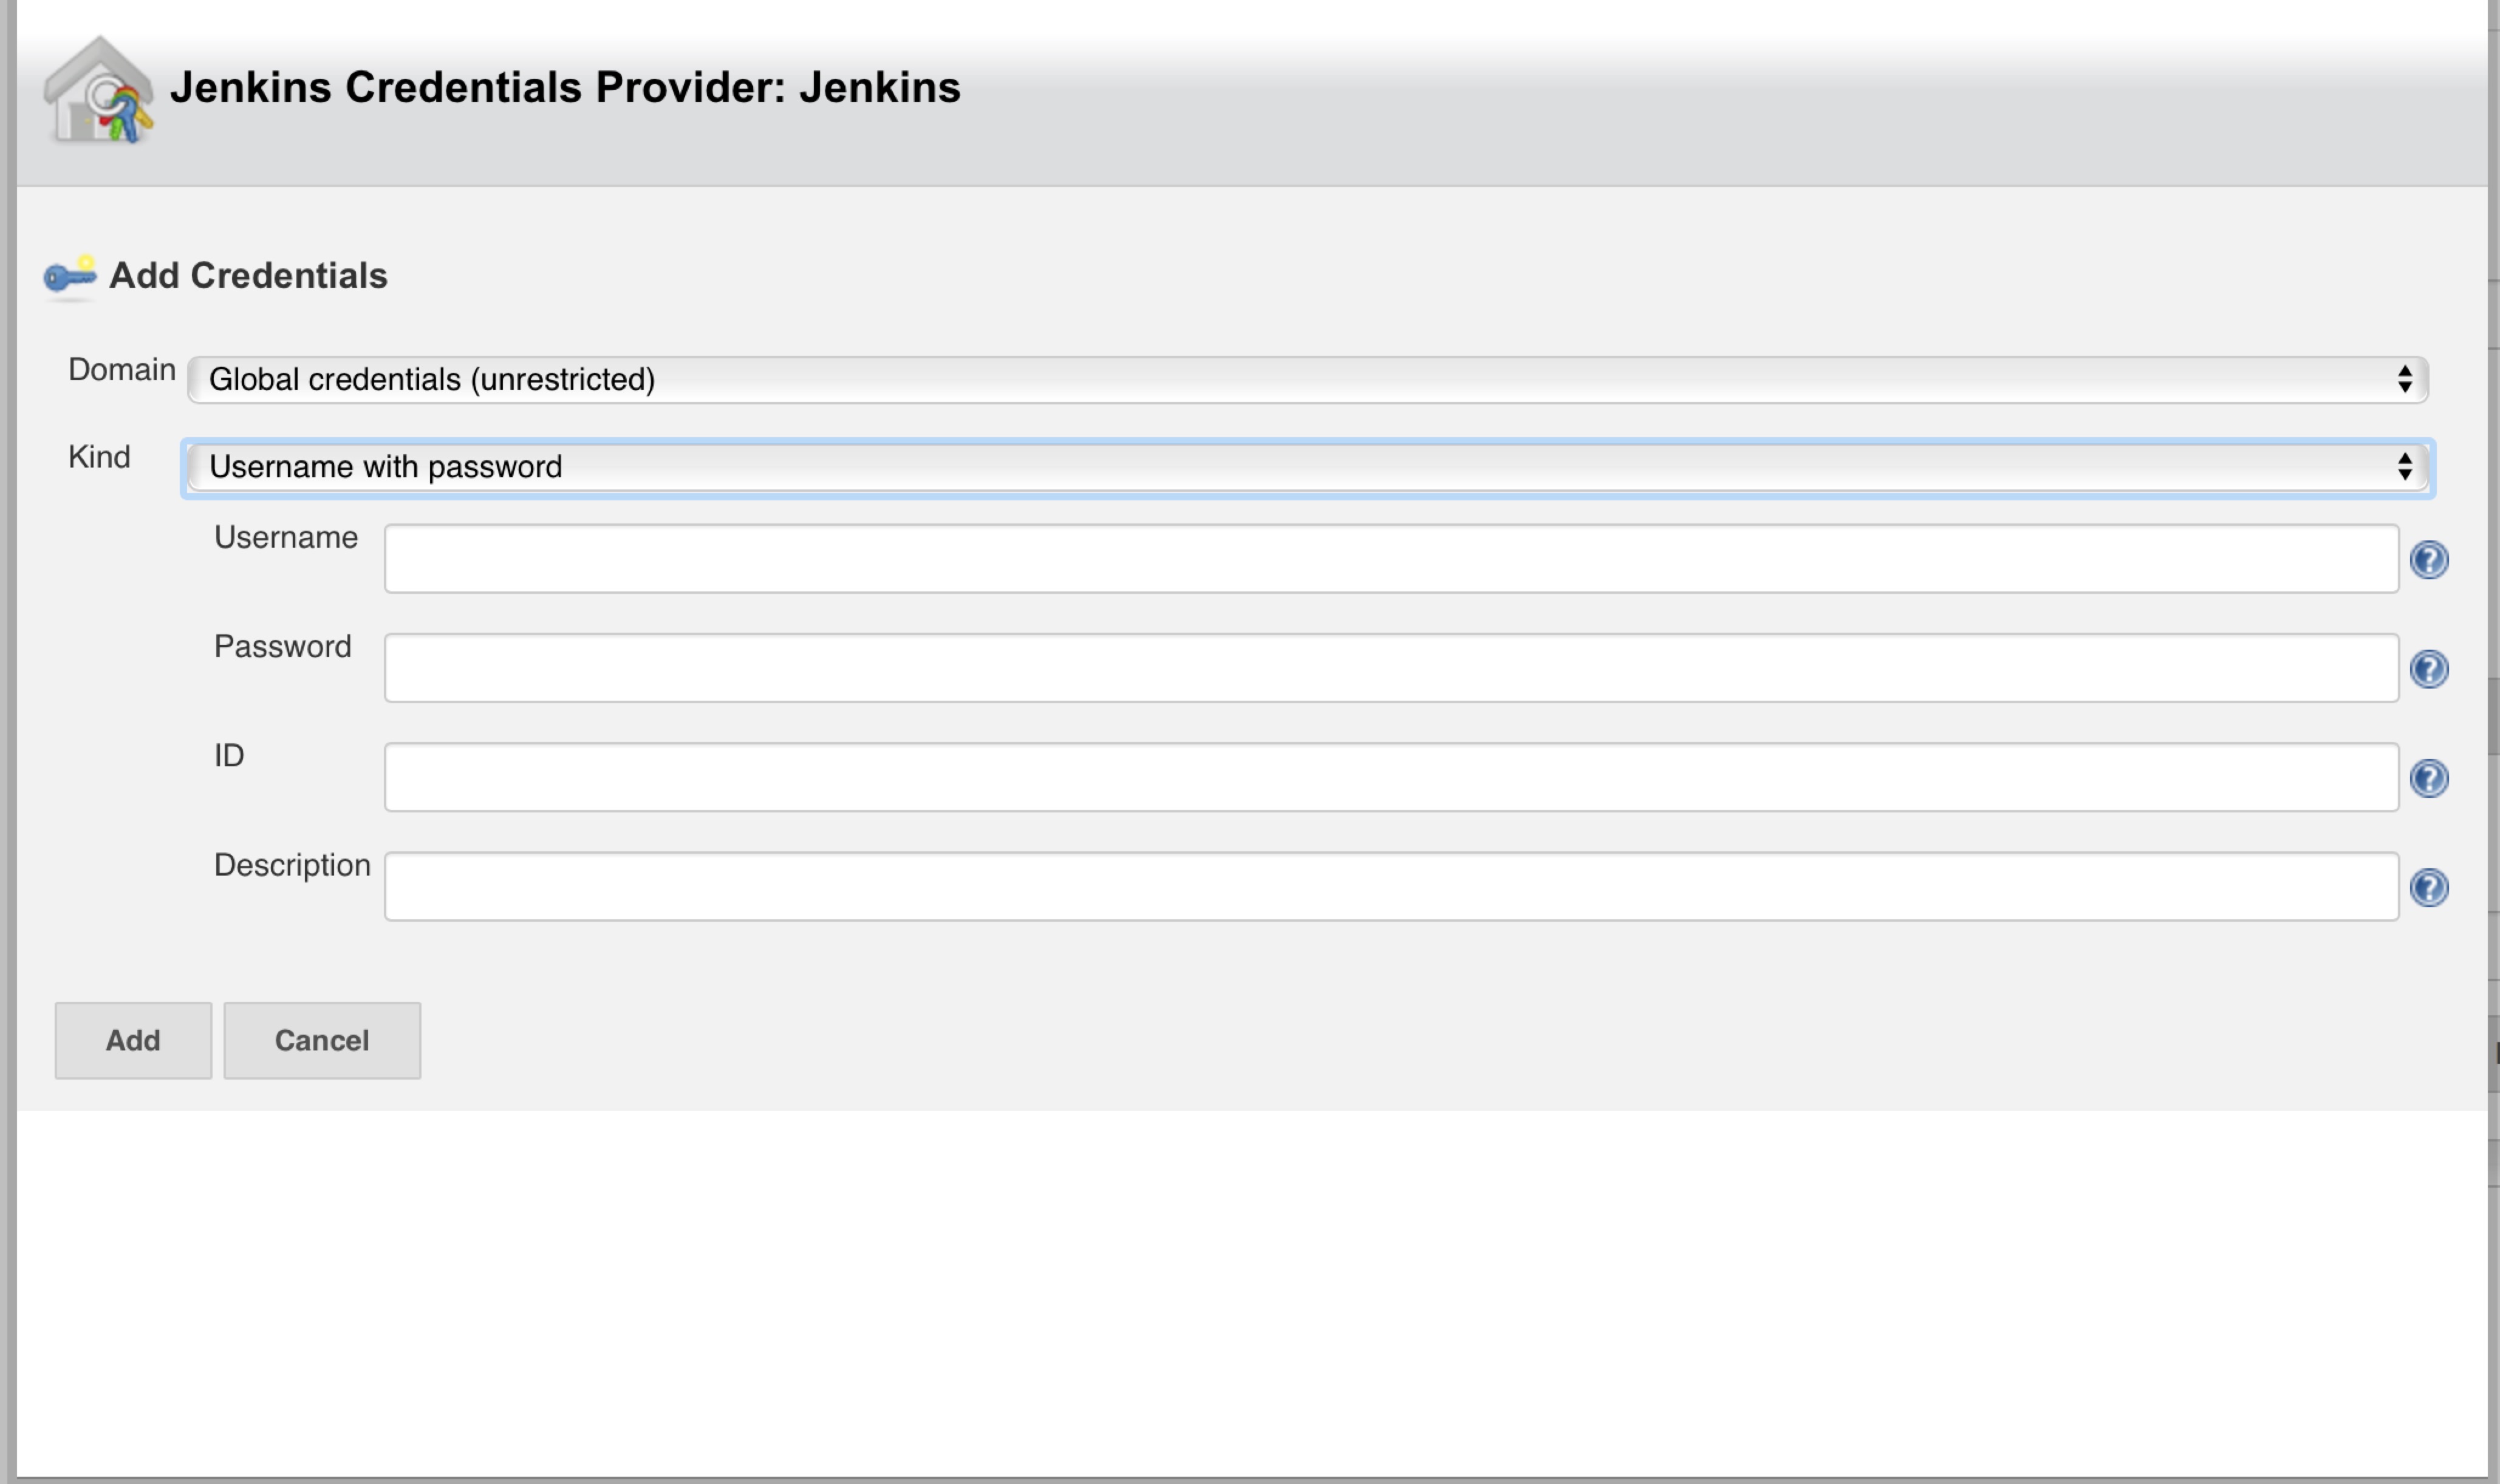 Jenkins Credentials Provider: Jenkins
Add Credentials
Domain Global credentials (unrestricted)
Kind Username with password
Username
Password
ID
Description
Add Cancel